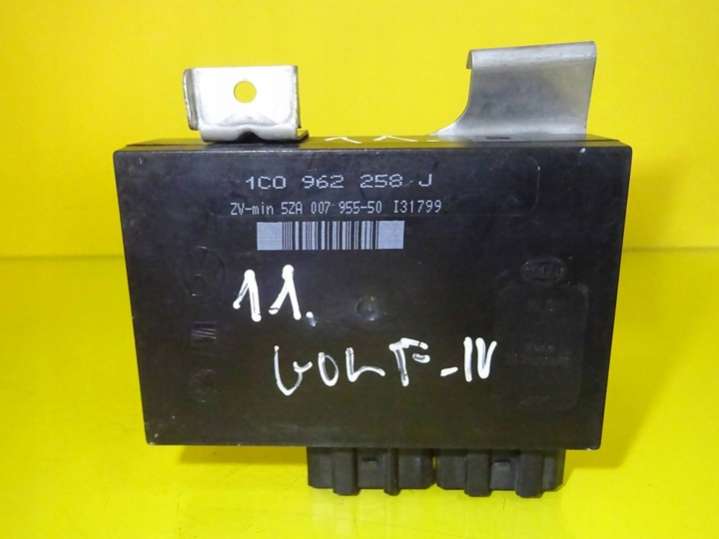 1C0 962 258 J
ZV-min 5ZA 007 955-50 I31799
11.
GOLF-IV